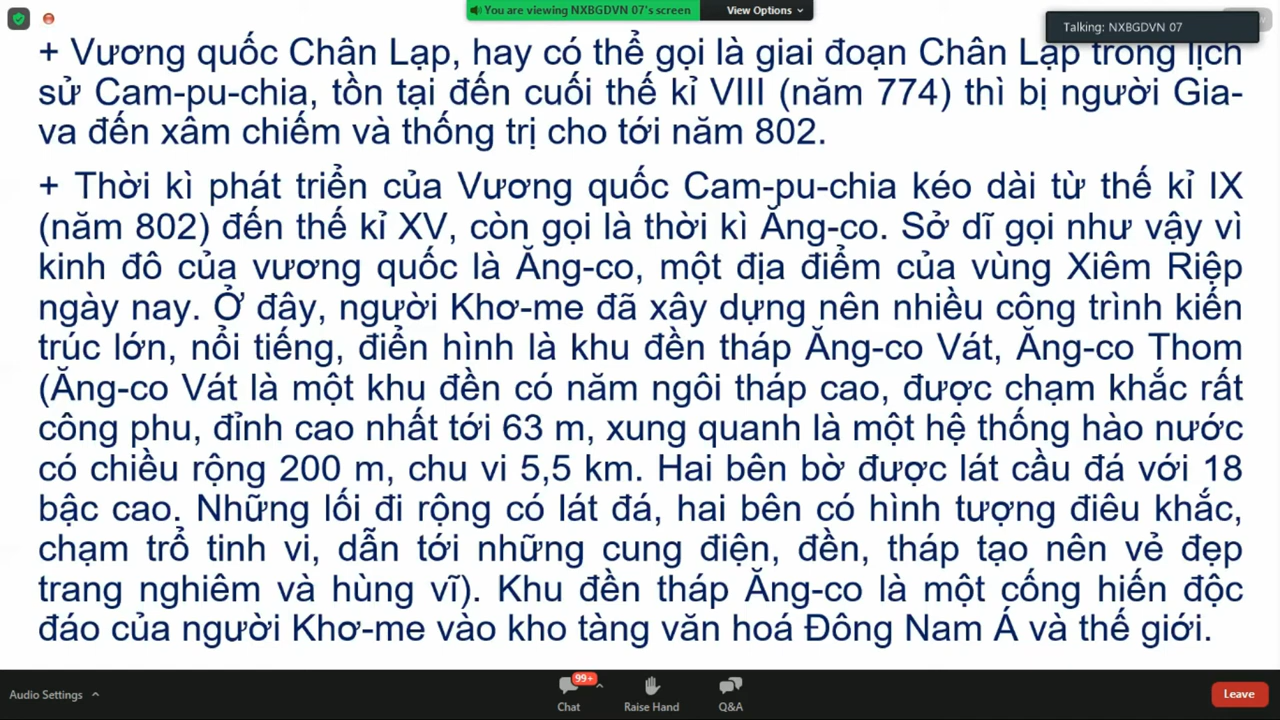 You are viewing NXBGDVN 07's screen
View Options
Talking: NXBGDVN 07
+ Vương quốc Chân Lạp, hay có thể gọi là giai đoạn Chân Lạp trong lịch
sử Cam-pu-chia, tồn tại đến cuối thế kỉ VIII (năm 774) thì bị người Gia-
va đến xâm chiếm và thống trị cho tới năm 802.
+ Thời kì phát triển của Vương quốc Cam-pu-chia kéo dài từ thế kỉ IX
(năm 802) đến thế kỉ XV, còn gọi là thời kì Ăng-co. Sở dĩ gọi như vậy vì
kinh đô của vương quốc là Ăng-co, một địa điểm của vùng Xiêm Riệp
ngày nay. Ở đây, người Khơ-me đã xây dựng nên nhiều công trình kiến
trúc lớn, nổi tiếng, điển hình là khu đền tháp Ăng-co Vát, Ăng-co Thom
(Ăng-co Vát là một khu đền có năm ngôi tháp cao, được chạm khắc rất
công phu, đỉnh cao nhất tới 63 m, xung quanh là một hệ thống hào nước
có chiều rộng 200 m, chu vi 5,5 km. Hai bên bờ được lát cầu đá với 18
bậc cao. Những lối đi rộng có lát đá, hai bên có hình tượng điêu khắc,
chạm trổ tinh vi, dẫn tới những cung điện, đền, tháp tạo nên vẻ đẹp
trang nghiêm và hùng vĩ). Khu đền tháp Ăng-co là một cống hiến độc
đáo của người Khơ-me vào kho tàng văn hoá Đông Nam Á và thế giới.
Audio Settings
99+
Chat
Raise Hand
Q&A
Leave